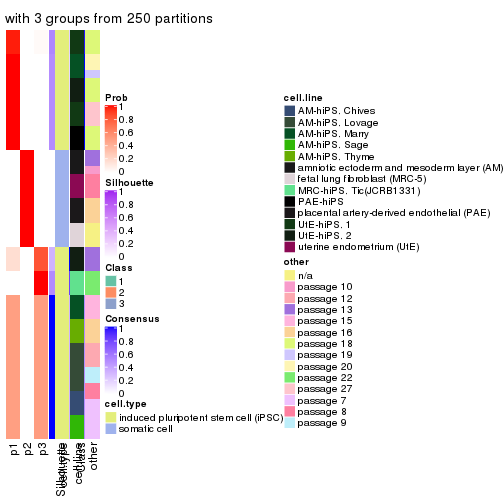 with 3 groups from 250 partitions
Prob
1
0.8
0.6
0.4
0.2
0
Silhouette
1
0.8
0.6
0.4
0.2
0
Class
1
2
3
Consensus
1
0.8
0.6
0.4
0.2
0
cell.type
induced pluripotent stem cell (iPSC)
somatic cell
cell.line
AM-hiPS. Chives
AM-hiPS. Lovage
AM-hiPS. Marry
AM-hiPS. Sage
AM-hiPS. Thyme
amniotic ectoderm and mesoderm layer (AM)
fetal lung fibroblast (MRC-5)
MRC-hiPS. Tic(JCRB1331)
PAE-hiPS
placental artery-derived endothelial (PAE)
UtE-hiPS. 1
UtE-hiPS. 2
uterine endometrium (UtE)
other
n/a
passage 10
passage 12
passage 13
passage 15
passage 16
passage 18
passage 19
passage 20
passage 22
passage 27
passage 7
passage 8
passage 9
p1
p2
p3
Silhouette
cell.type
cell.line
Class
other